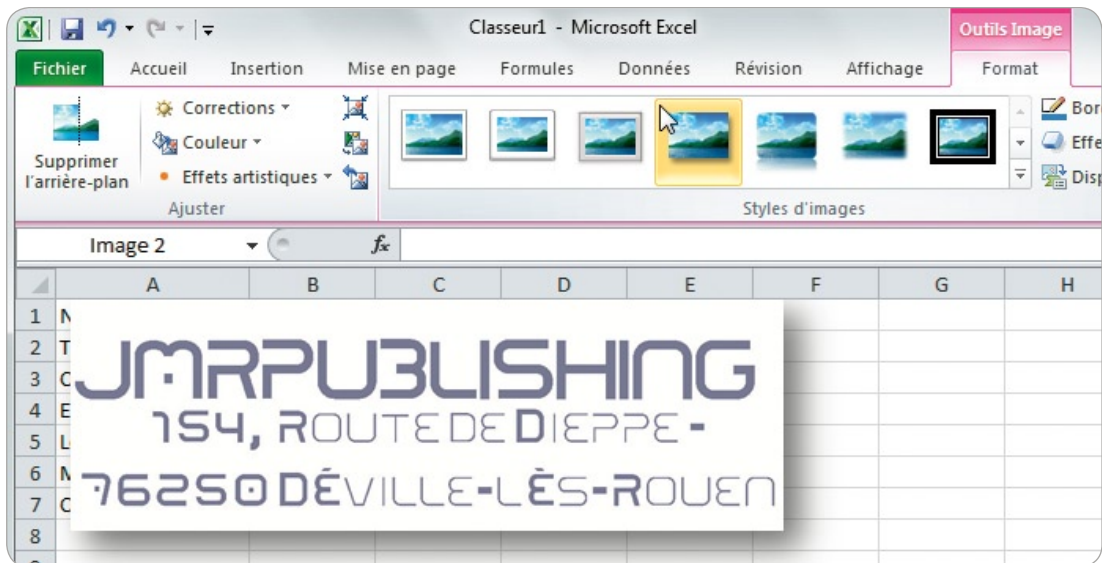 Classeur1 - Microsoft Excel
Outils Image
Fichier Accueil Insertion Mise en page Formules Données Révision Affichage Format
Corrections
Couleur
Effets artistiques
Supprimer
l'arrière-plan
Ajuster
Styles d'images
Image 2
fx
A B C D E F G H
1 N
2 T
3 C
4 E
5 L
6 M
7 C
8
JMRPUBLISHING
154, ROUTE DE DIEPPE -
76250 DÉVILLE-LÈS-ROUEN